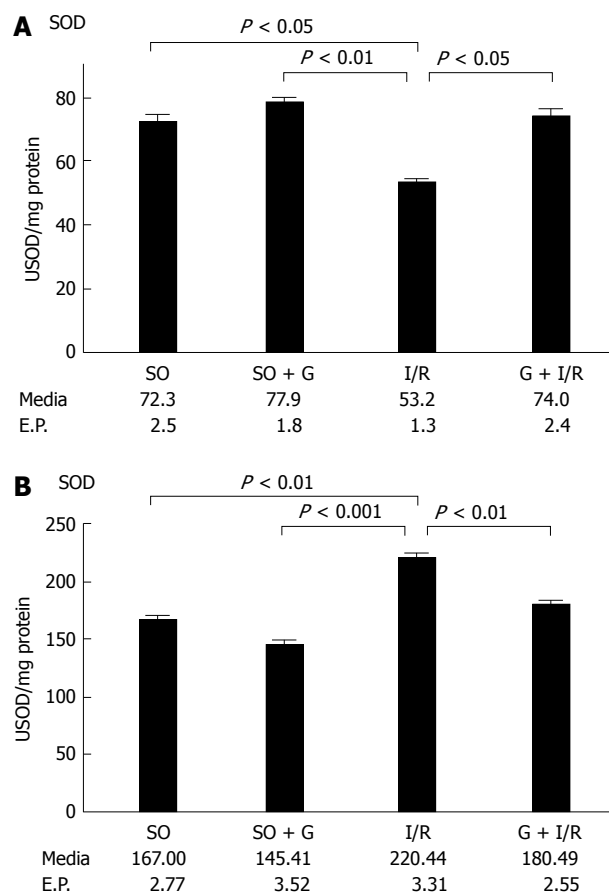 A SOD
P < 0.05
P < 0.01 P < 0.05
80
60
40
20
0
USOD/mg protein
SO SO + G I/R G + I/R
Media 72.3 77.9 53.2 74.0
E.P. 2.5 1.8 1.3 2.4
B SOD
P < 0.01
P < 0.001 P < 0.01
250
200
150
100
50
0
USOD/mg protein
SO SO + G I/R G + I/R
Media 167.00 145.41 220.44 180.49
E.P. 2.77 3.52 3.31 2.55